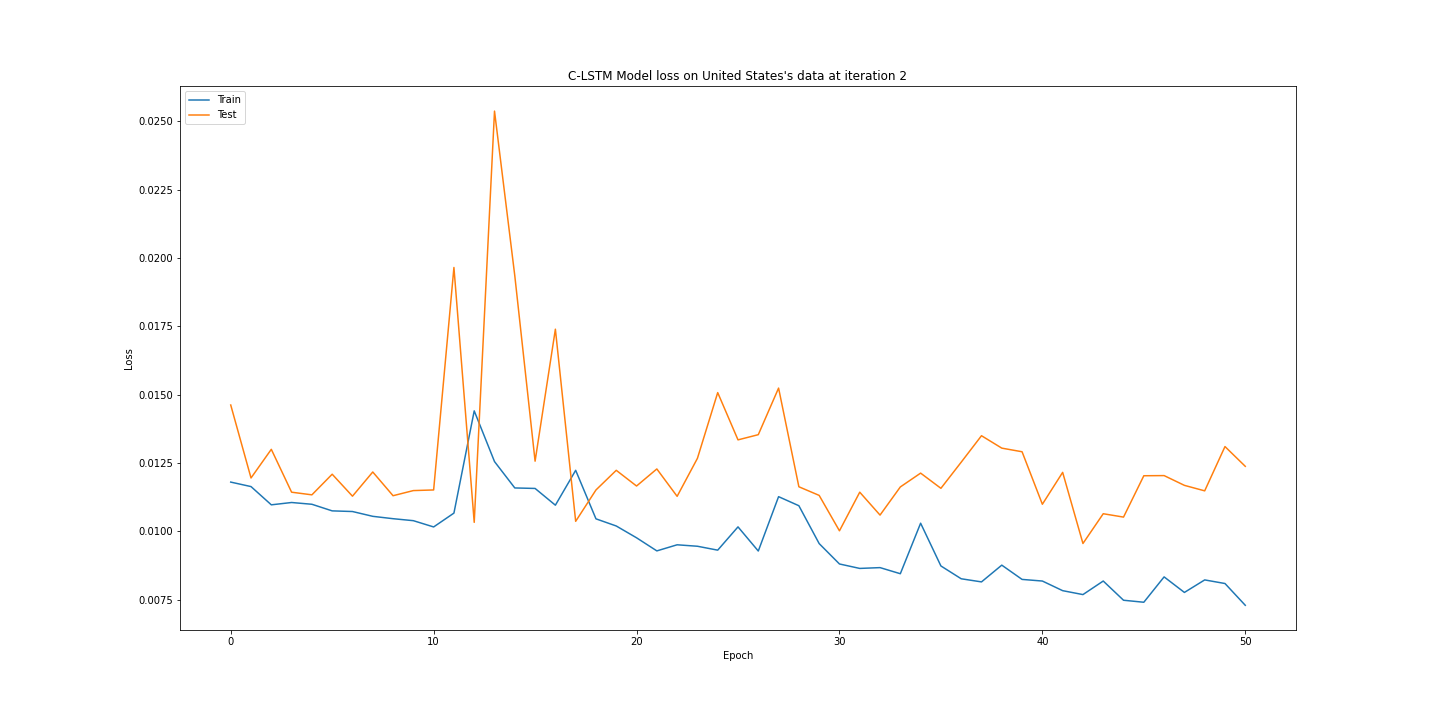 C-LSTM Model loss on United States's data at iteration 2
Train
Test
0.0250
0.0225
0.0200
0.0175
0.0150
0.0125
0.0100
0.0075
Loss
0 10 20 30 40 50
Epoch